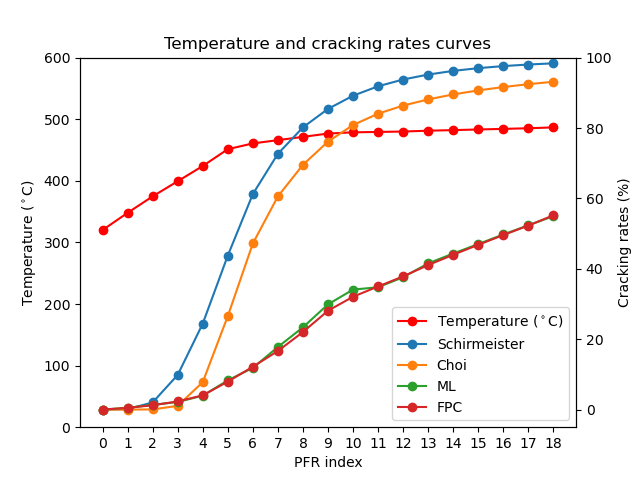 Temperature and cracking rates curves
600
500
400
300
200
100
0
Temperature (°C)
100
80
60
40
20
0
Cracking rates (%)
Temperature (°C)
Schirmeister
Choi
ML
FPC
0 1 2 3 4 5 6 7 8 9 10 11 12 13 14 15 16 17 18
PFR index